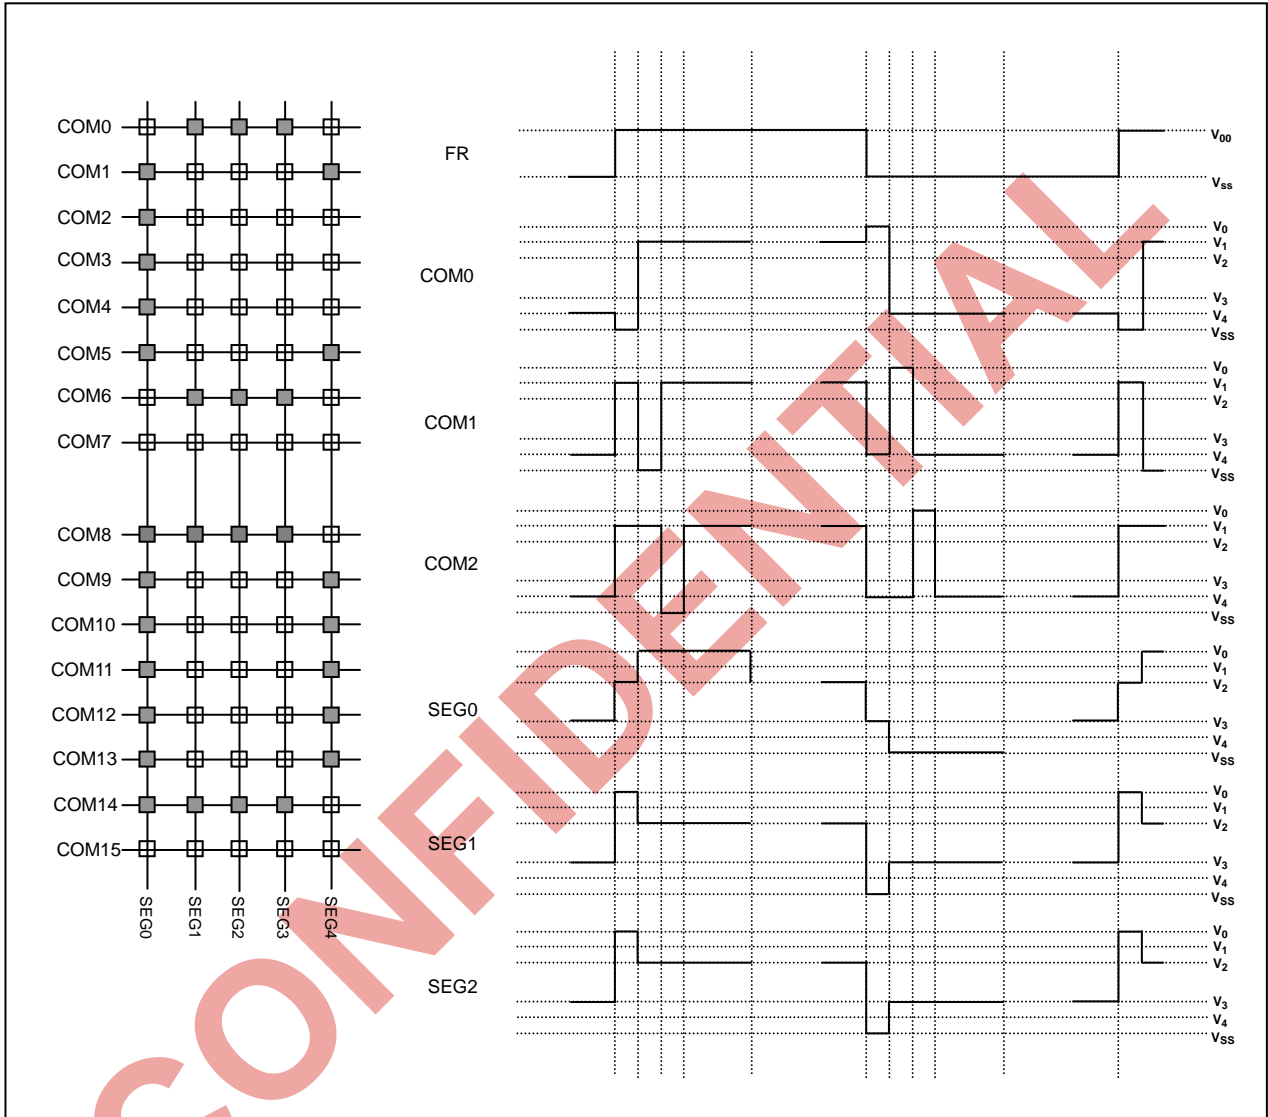 COM0
COM1
COM2
COM3
COM4
COM5
COM6
COM7
COM8
COM9
COM10
COM11
COM12
COM13
COM14
COM15
SEG0
SEG1
SEG2
SEG3
SEG4
FR
V00
Vss
COM0
V0
V1
V2
V3
V4
VSS
COM1
V0
V1
V2
V3
V4
VSS
COM2
V0
V1
V2
V3
V4
VSS
SEG0
V0
V1
V2
V3
V4
VSS
SEG1
V0
V1
V2
V3
V4
VSS
SEG2
V0
V1
V2
V3
V4
VSS
CONFIDENTIAL